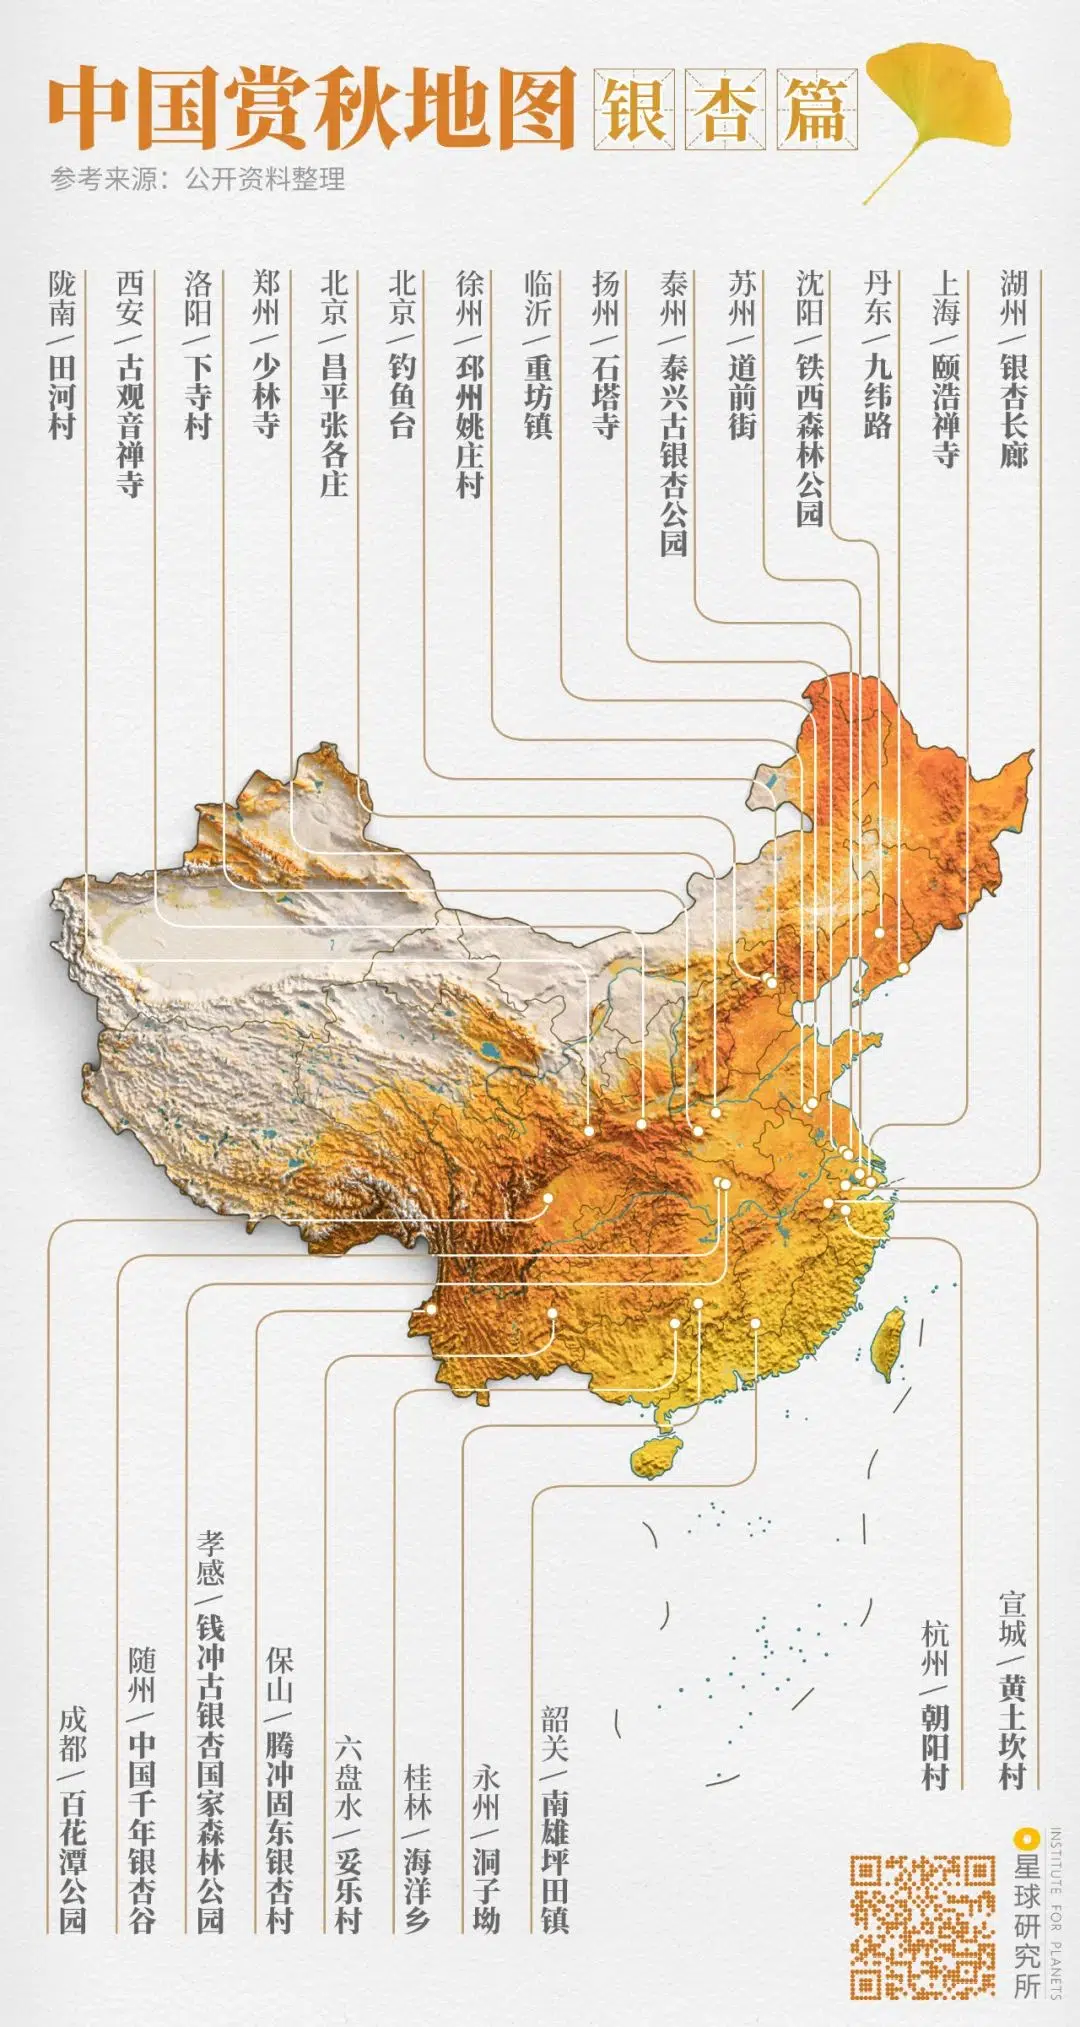 中国赏秋地图 银杏篇
参考来源：公开资料整理
陇南/田河村
西安/古观音禅寺
洛阳/下寺村
郑州/少林寺
北京/昌平张各庄
北京/钓鱼台
徐州/邳州姚庄村
临沂/重坊镇
扬州/石塔寺
泰州/泰兴古银杏公园
苏州/道前街
沈阳/铁西森林公园
丹东/九纬路
上海/颐浩禅寺
湖州/银杏长廊
成都/百花潭公园
随州/中国千年银杏谷
孝感/钱冲古银杏国家森林公园
保山/腾冲固东银杏村
六盘水/妥乐村
桂林/海洋乡
永州/洞子坳
韶关/南雄坪田镇
杭州/朝阳村
宣城/黄土坎村
星球研究所
INSTITUTE FOR PLANETS